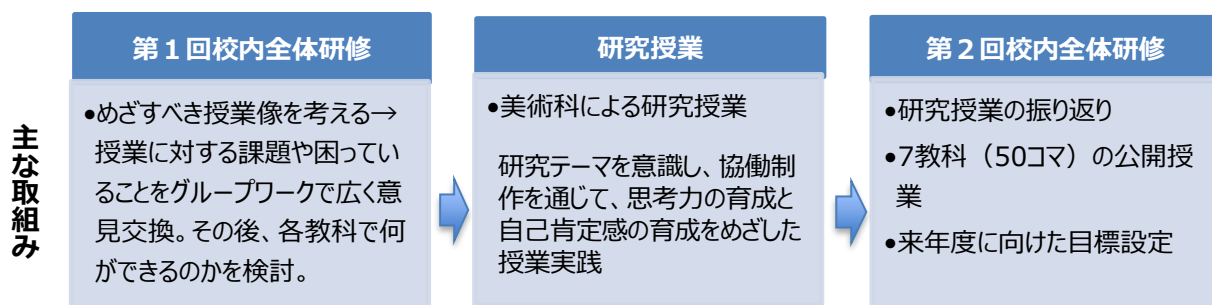 主な取組み
第１回校内全体研修
•めざすべき授業像を考える→
授業に対する課題や困ってい
ることをグループワークで広く意
見交換。その後、各教科で何
ができるのかを検討。
研究授業
•美術科による研究授業
研究テーマを意識し、協働制
作を通じて、思考力の育成と
自己肯定感の育成をめざした
授業実践
第２回校内全体研修
•研究授業の振り返り
•7教科（50コマ）の公開授
業
•来年度に向けた目標設定